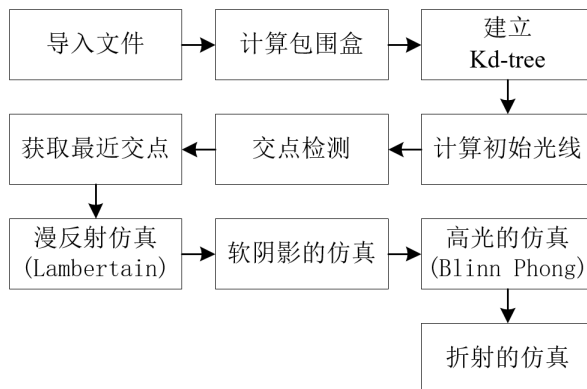 导入文件
计算包围盒
建立
Kd-tree
计算初始光线
交点检测
获取最近交点
漫反射仿真
(Lambertain)
软阴影的仿真
高光的仿真
(Blinn Phong)
折射的仿真